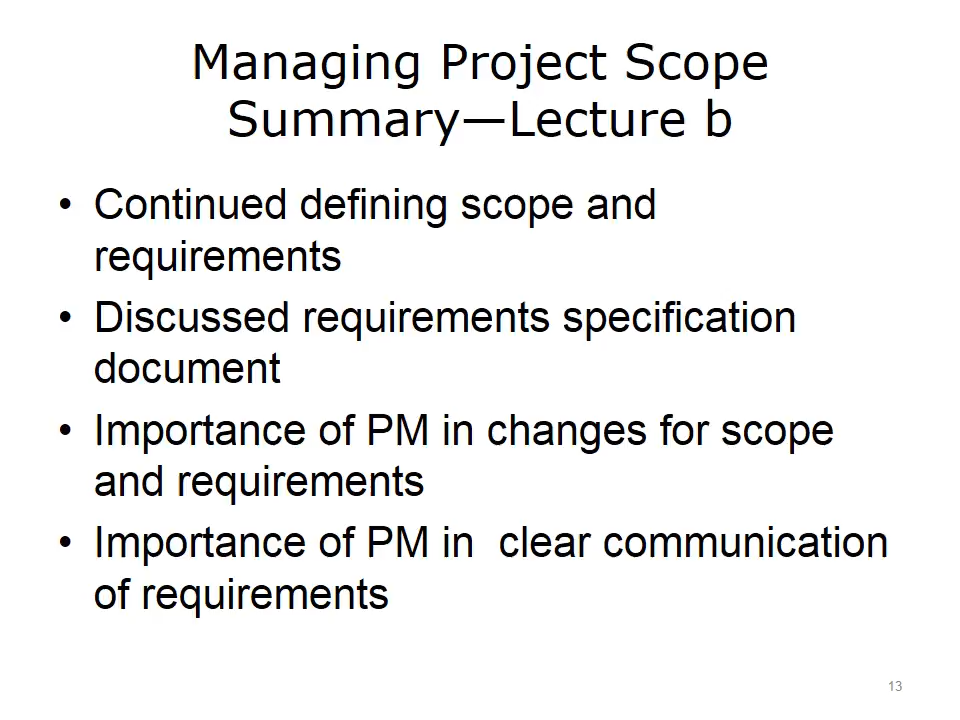 Managing Project Scope
Summary—Lecture b
• Continued defining scope and
requirements
• Discussed requirements specification
document
• Importance of PM in changes for scope
and requirements
• Importance of PM in  clear communication
of requirements
13